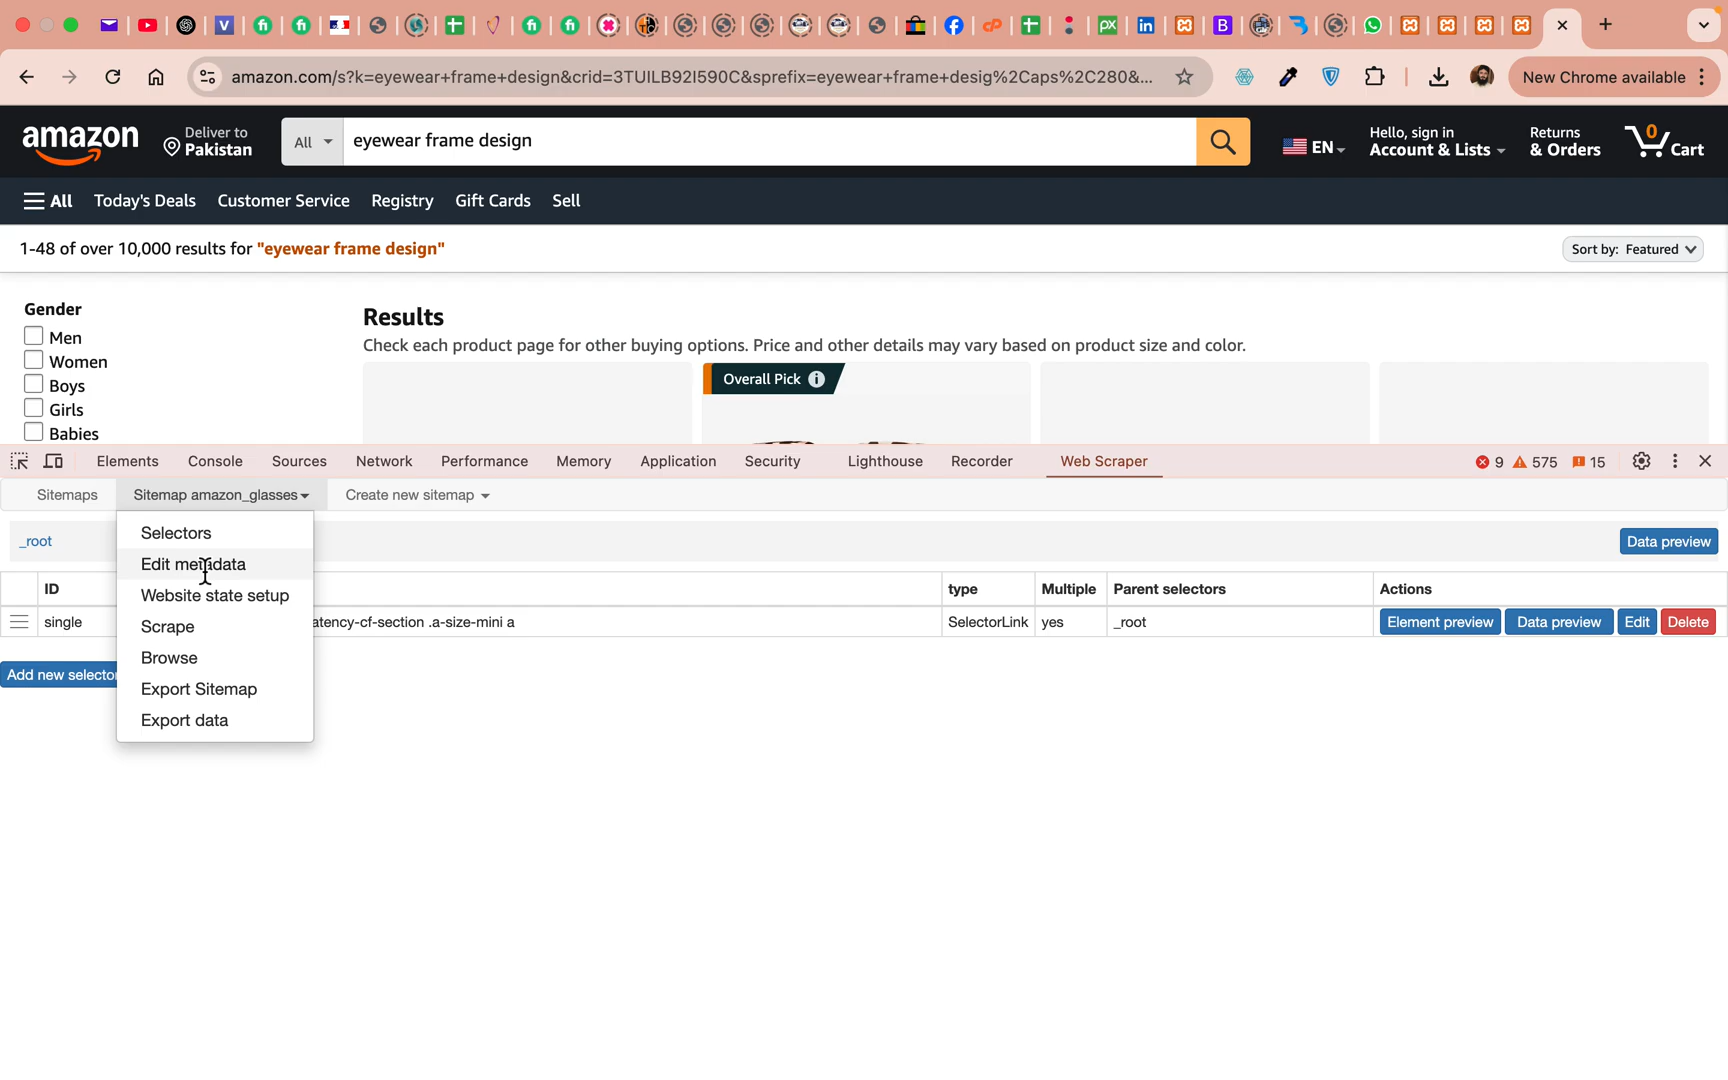 amazon.com/s?k=eyewear+frame+design&crid=3TUILB92I590C&sprefix=eyewear+frame+desig%2Caps%2C280&...
New Chrome available
amazon
Deliver to
Pakistan
All
eyewear frame design
EN
Hello, sign in
Account & Lists
Returns
& Orders
0
Cart
All
Today's Deals
Customer Service
Registry
Gift Cards
Sell
1-48 of over 10,000 results for "eyewear frame design"
Sort by: Featured
Gender
Men
Women
Boys
Girls
Babies
Results
Check each product page for other buying options. Price and other details may vary based on product size and color.
Overall Pick
Elements
Console
Sources
Network
Performance
Memory
Application
Security
Lighthouse
Recorder
Web Scraper
9
575
15
Sitemaps
Sitemap amazon_glasses
Create new sitemap
_root
Data preview
Selectors
Edit metadata
Website state setup
Scrape
Browse
Export Sitemap
Export data
ID
type
Multiple
Parent selectors
Actions
single
atency-cf-section .a-size-mini a
SelectorLink
yes
_root
Element preview
Data preview
Edit
Delete
Add new selector